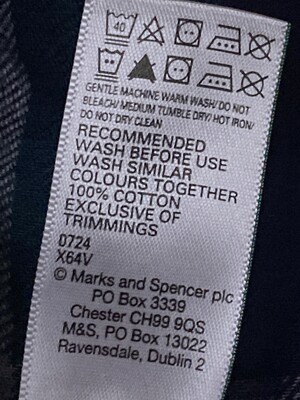 40
GENTLE MACHINE WARM WASH/ DO NOT
BLEACH/ MEDIUM TUMBLE DRY/ HOT IRON/
DO NOT DRY CLEAN
RECOMMENDED
WASH BEFORE USE
WASH SIMILAR
COLOURS TOGETHER
100% COTTON
EXCLUSIVE OF
TRIMMINGS
0724
X64V
© Marks and Spencer plc
PO Box 3339
Chester CH99 9QS
M&S, PO Box 13022
Ravensdale, Dublin 2